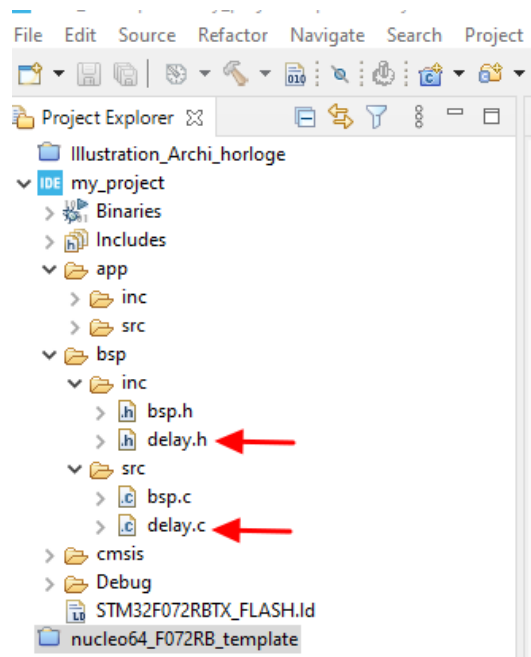 File Edit Source Refactor Navigate Search Project
Project Explorer
Illustration_Archi_horloge
IDE my_project
Binaries
Includes
app
inc
src
bsp
inc
.h bsp.h
.h delay.h
src
.c bsp.c
.c delay.c
cmsis
Debug
LD STM32F072RBTX_FLASH.ld
nucleo64_F072RB_template